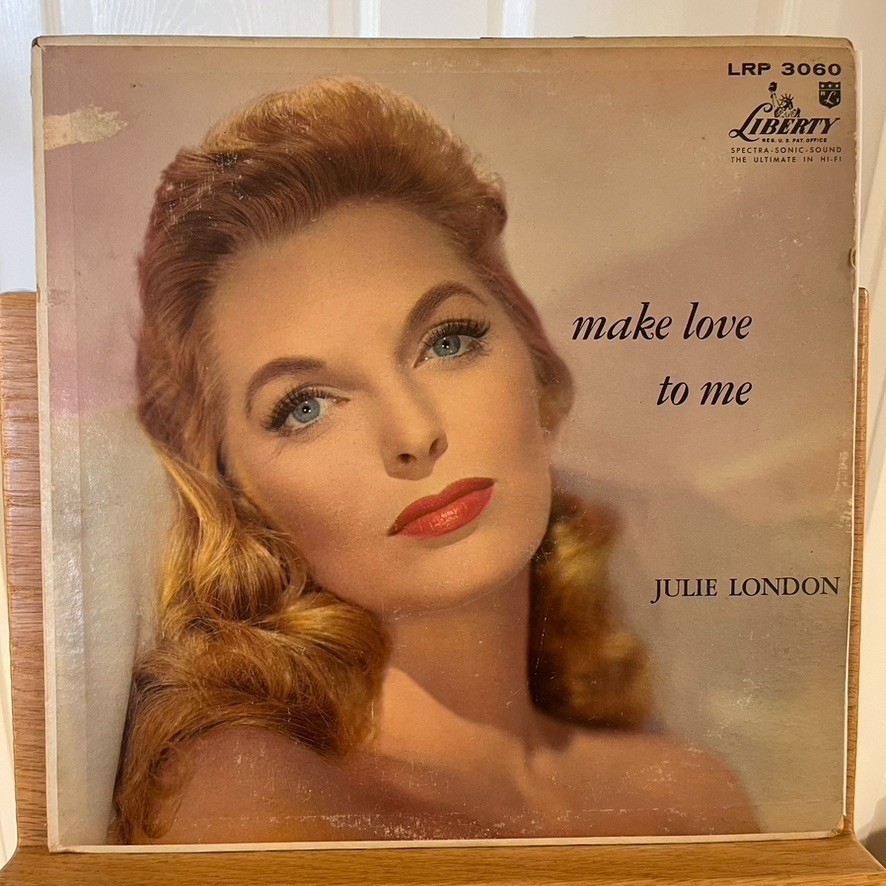 LRP 3060
LIBERTY
REG. U.S. PAT. OFFICE
SPECTRA-SONIC-SOUND
THE ULTIMATE IN HI-FI
make love
to me
JULIE LONDON